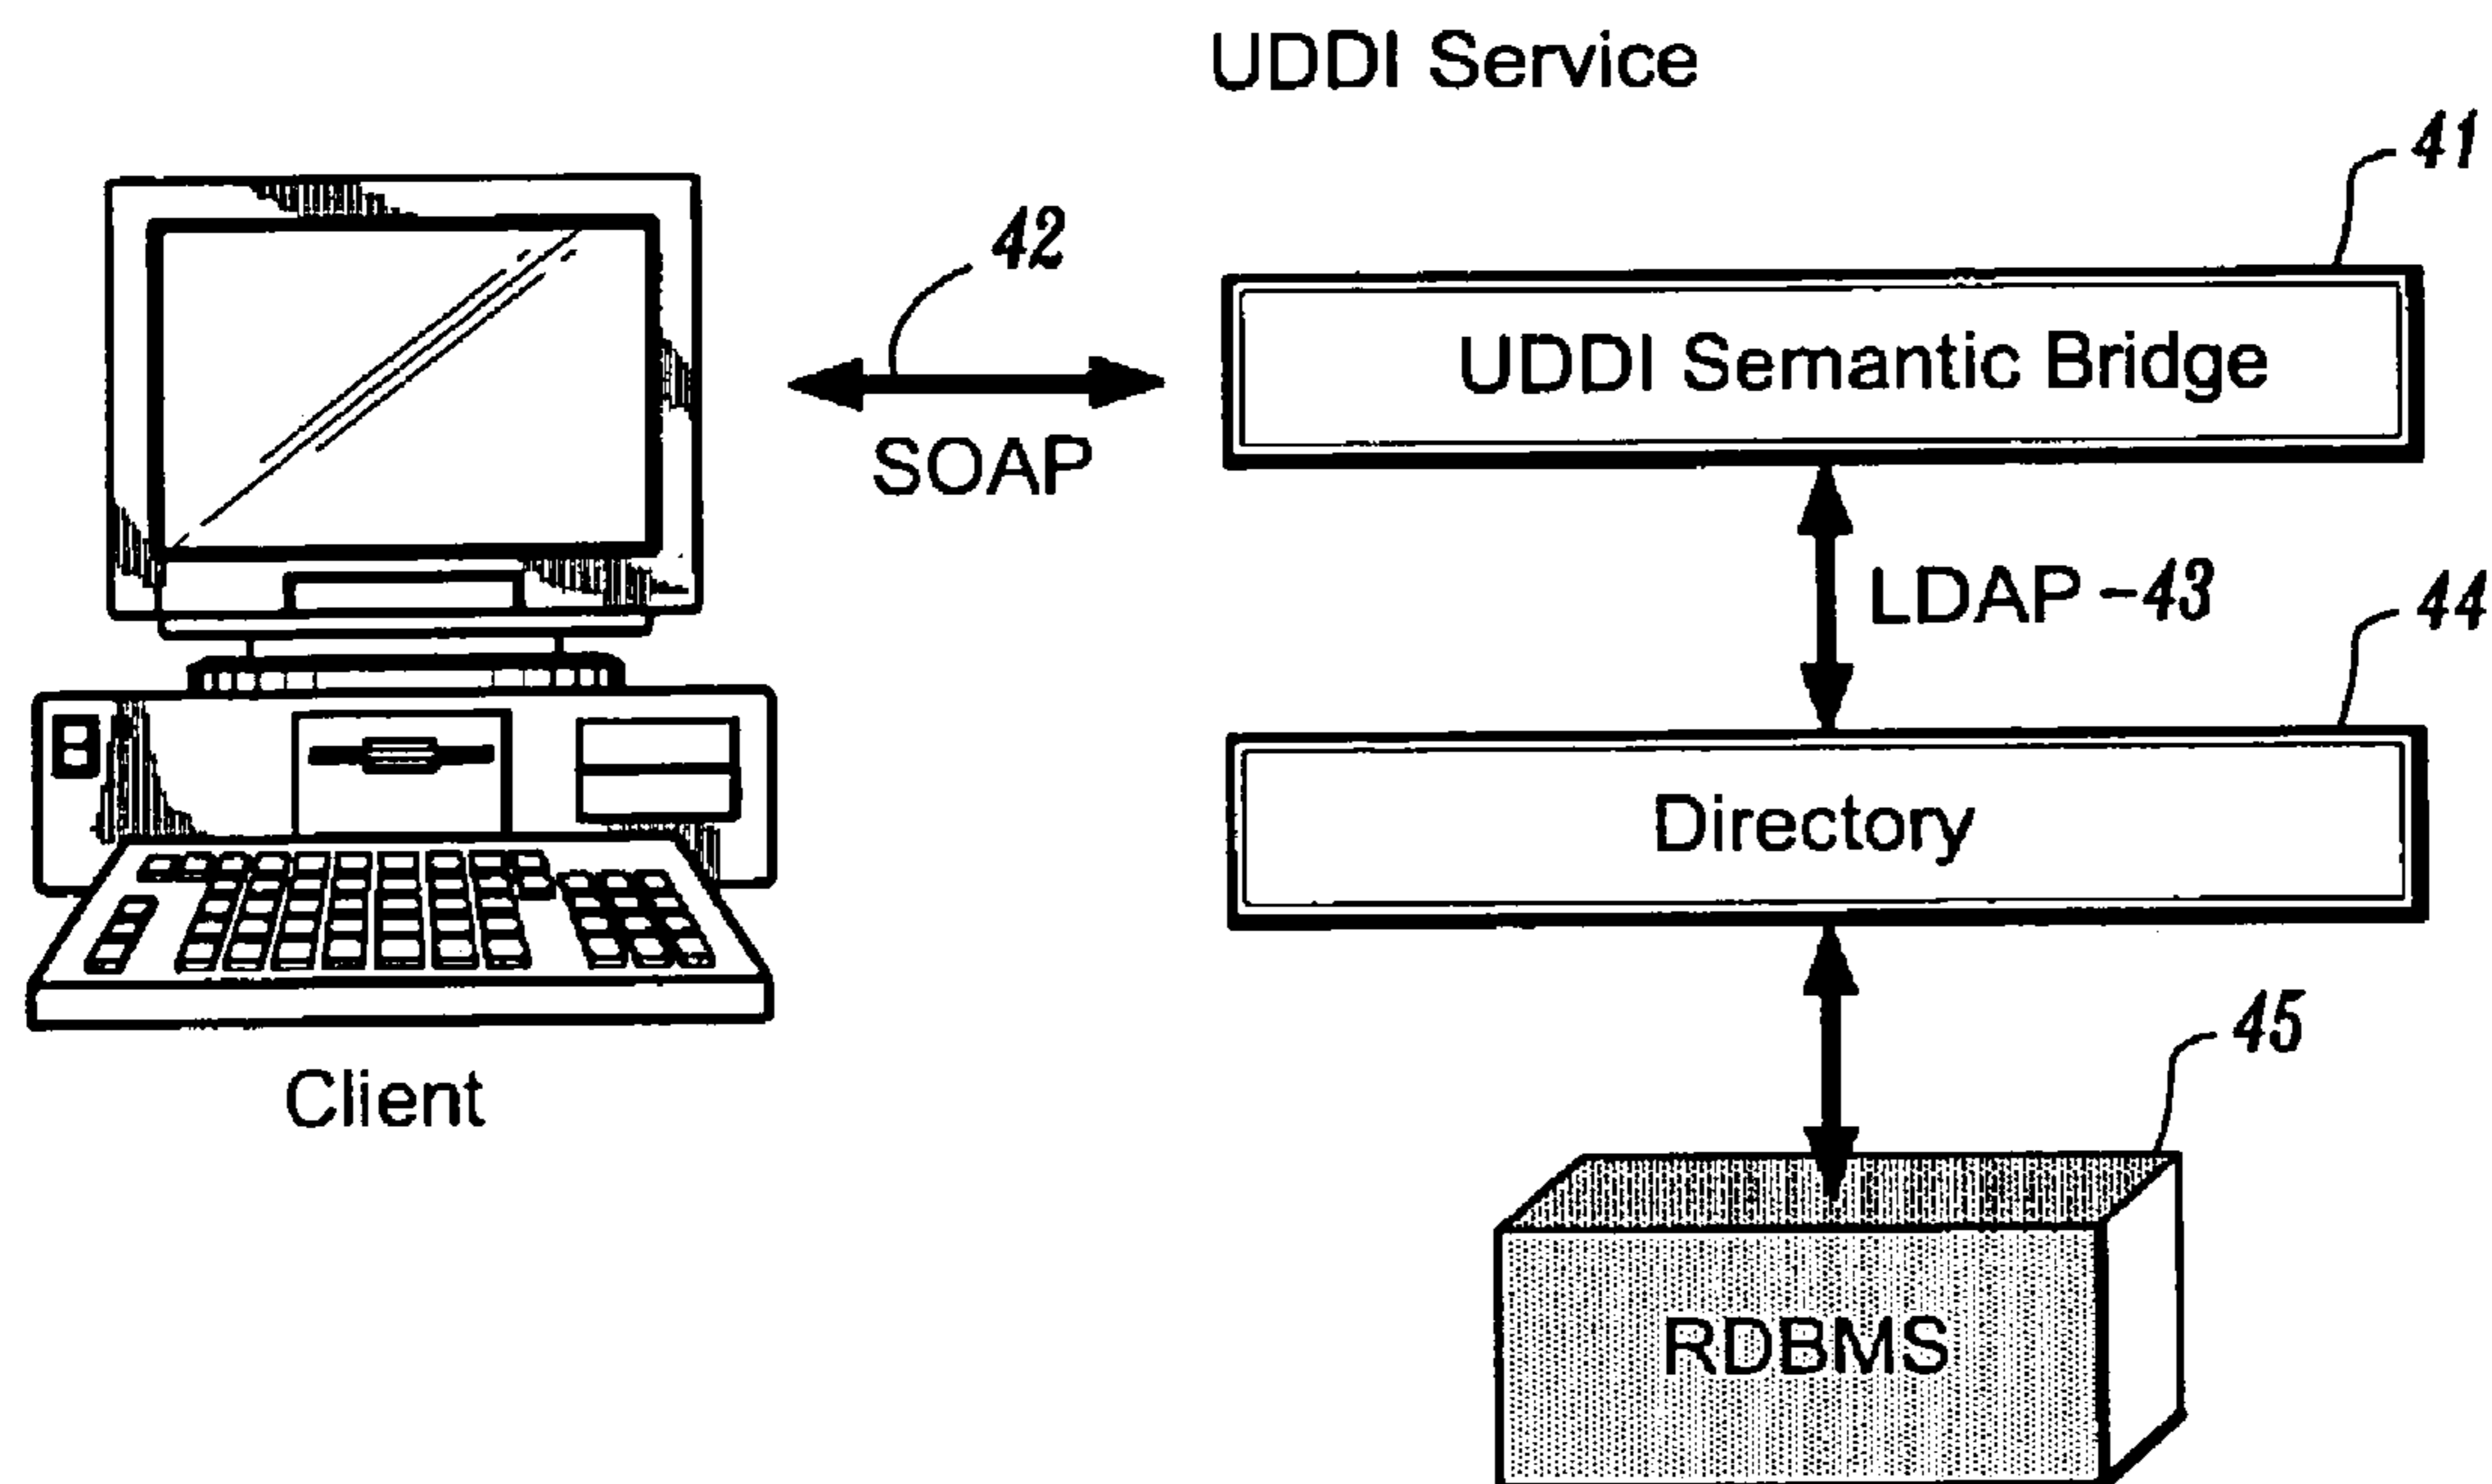 UDDI Service
41
42
UDDI Semantic Bridge
SOAP
LDAP -43
44
Directory
45
Client
RDBMS